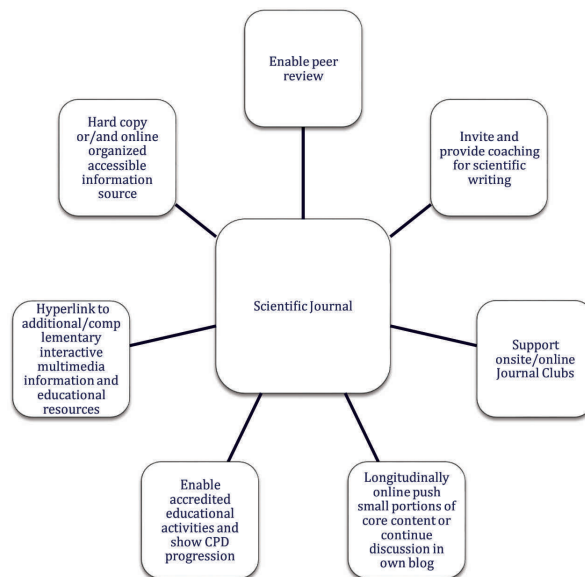 Enable peer
review
Hard copy
or/and online
organized
accessible
information
source
Invite and
provide coaching
for scientific
writing
Scientific Journal
Hyperlink to
additional/comp
lementary
interactive
multimedia
information and
educational
resources
Support
onsite/online
Journal Clubs
Enable
accredited
educational
activities and
show CPD
progression
Longitudinally
online push
small portions of
core content or
continue
discussion in
own blog